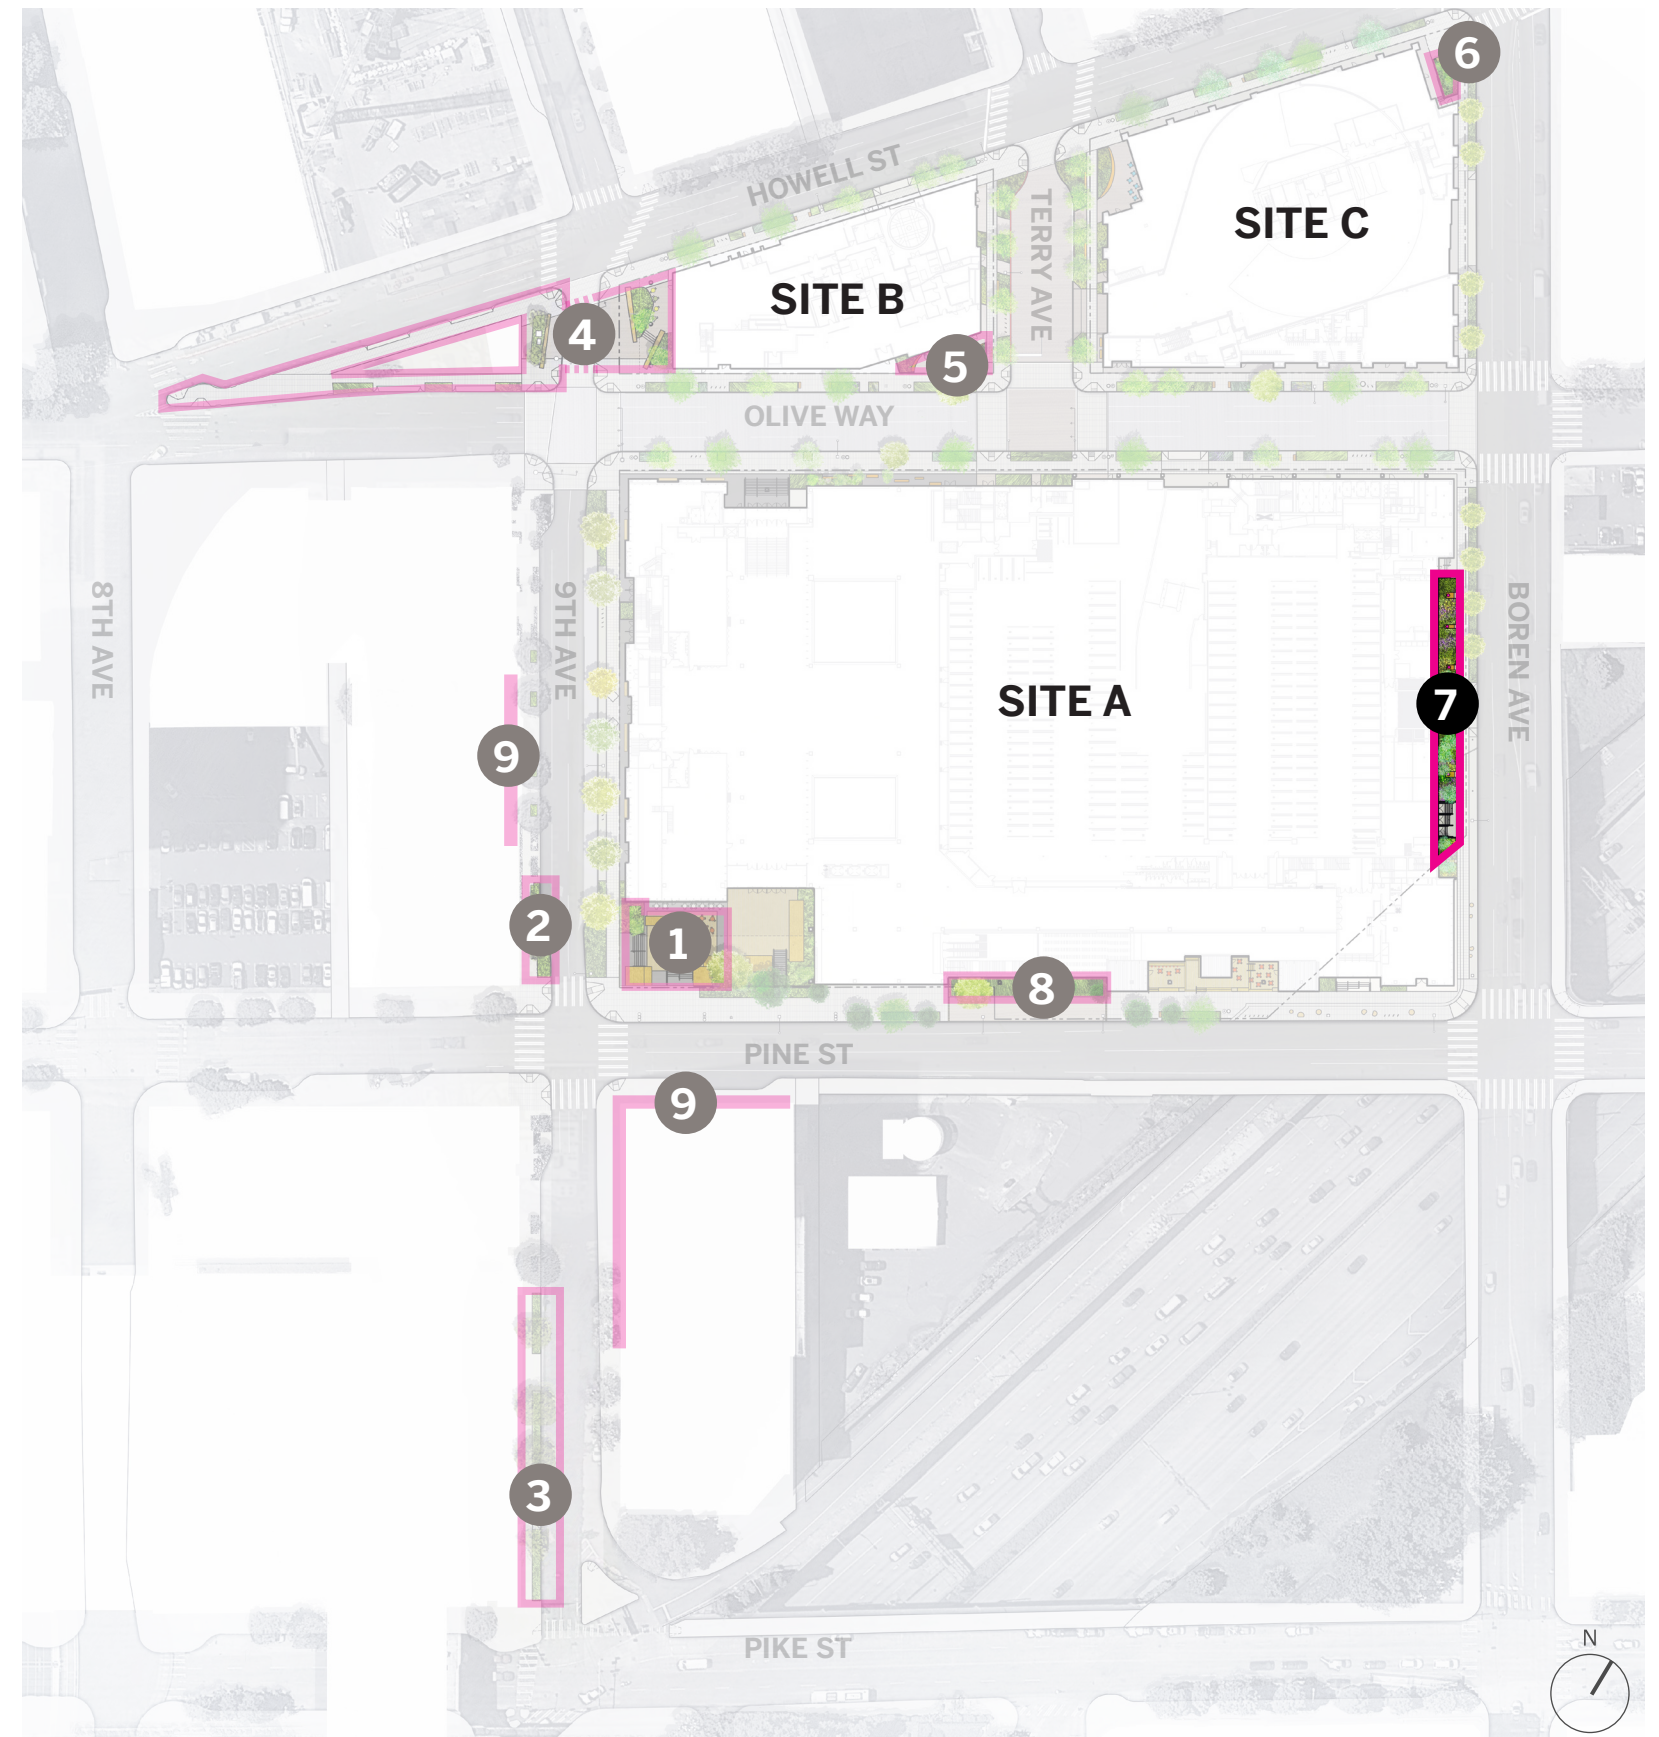 6
HOWELL ST
TERRY AVE
SITE C
SITE B
4
5
OLIVE WAY
8TH AVE
9TH AVE
BOREN AVE
SITE A
7
9
2
1
8
PINE ST
9
3
PIKE ST
N